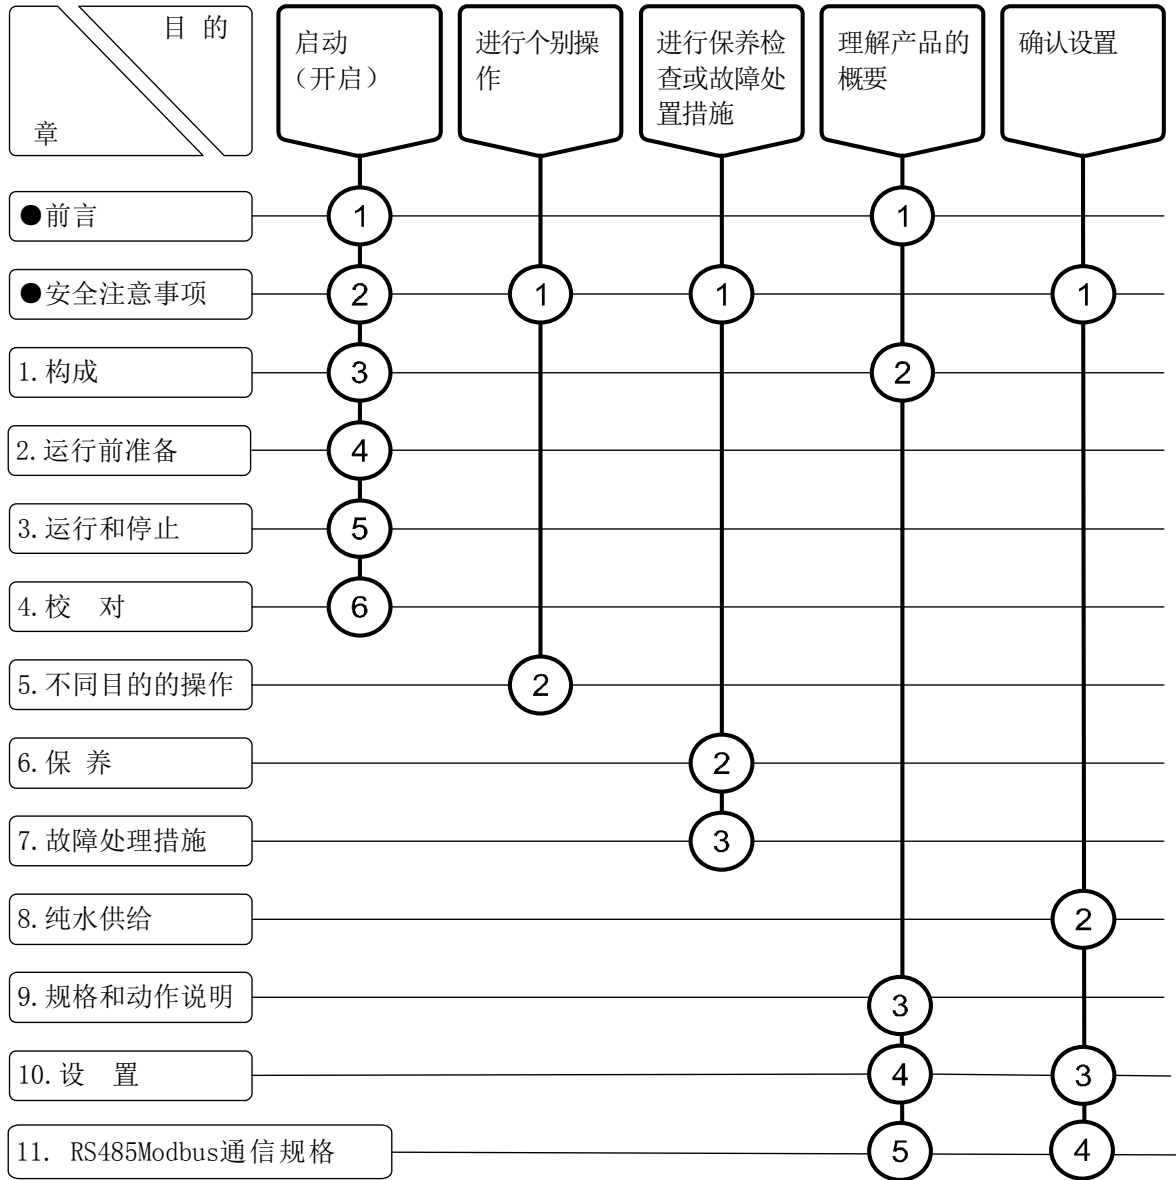 目 的
章
启动
（开启）
进行个别操
作
进行保养检
查或故障处
置措施
理解产品的
概要
确认设置
●前言
1
1
●安全注意事项
2
1
1
1
1.构成
3
2
2.运行前准备
4
3.运行和停止
5
4.校 对
6
5.不同目的的操作
2
6.保 养
2
7.故障处理措施
3
8.纯水供给
2
9.规格和动作说明
3
10.设 置
4
3
11. RS485Modbus通信规格
5
4